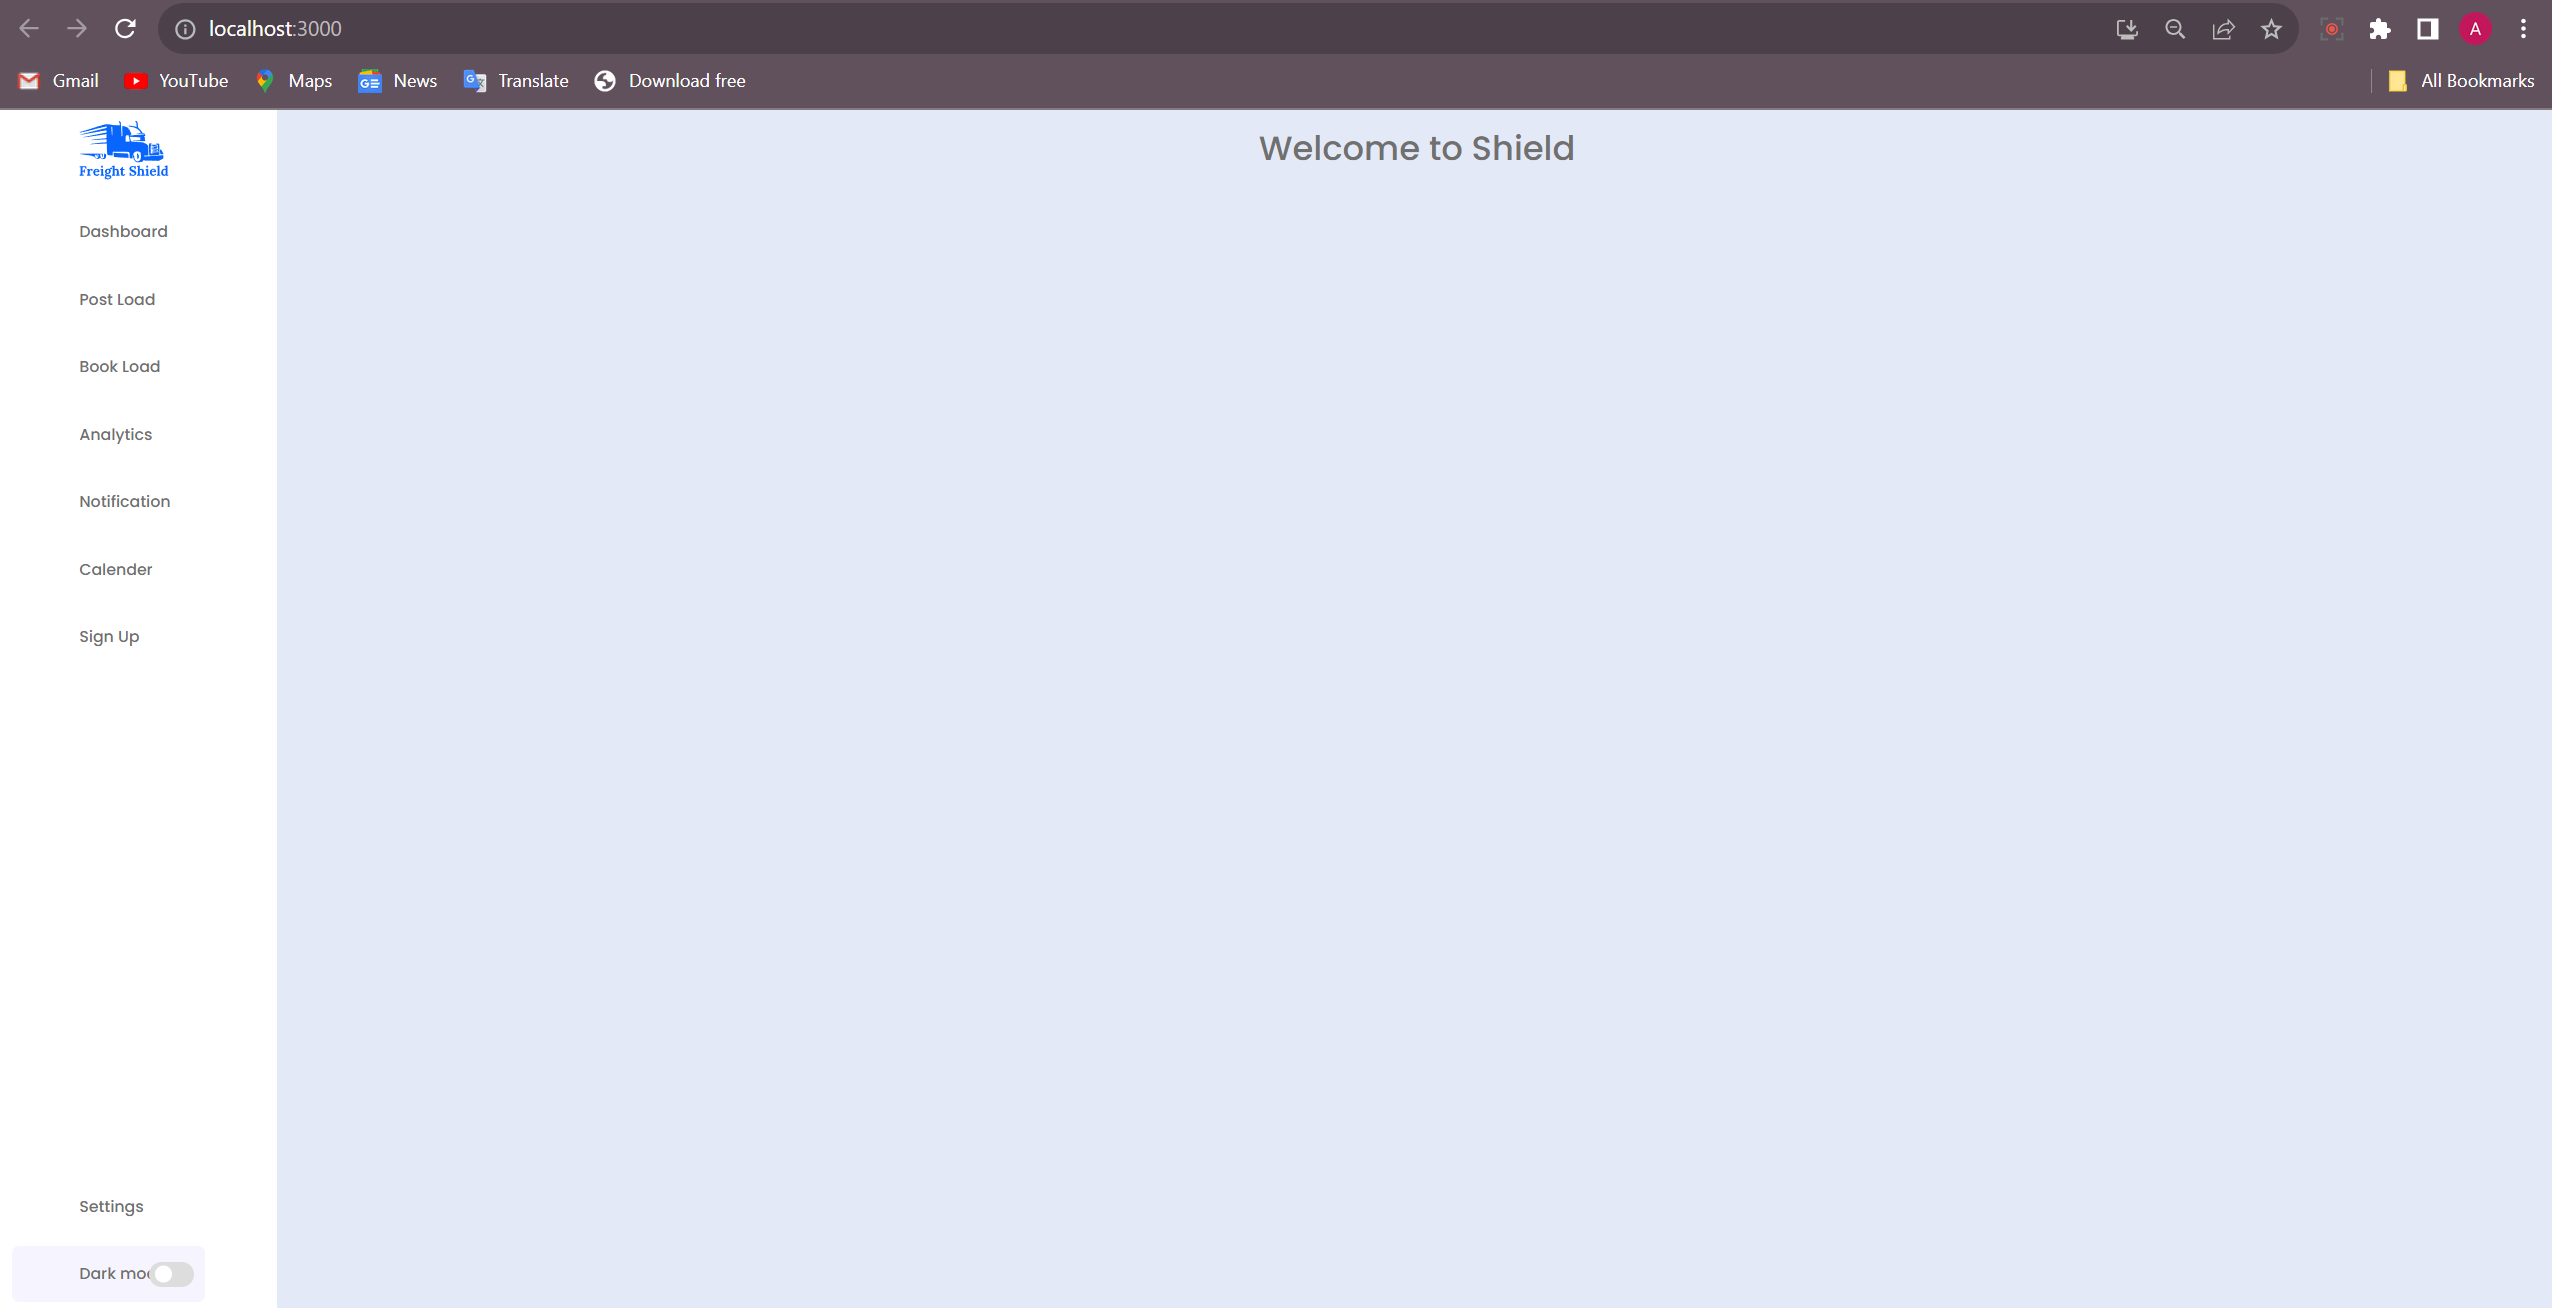 localhost:3000
A
Gmail
YouTube
Maps
News
Translate
Download free
All Bookmarks
Freight Shield
Welcome to Shield
Dashboard
Post Load
Book Load
Analytics
Notification
Calender
Sign Up
Settings
Dark mo